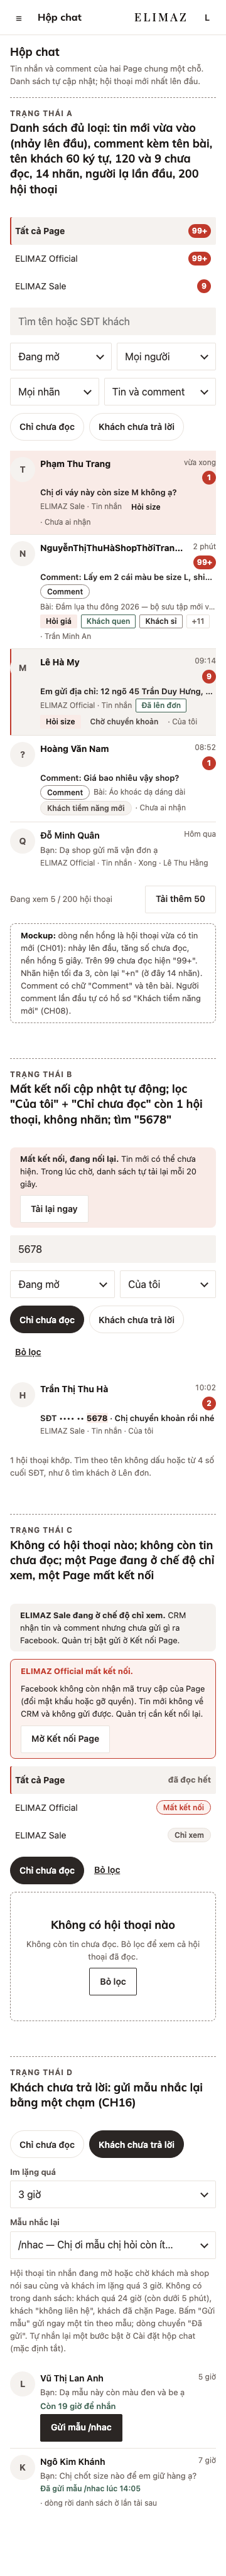 ≡ Hộp chat ELIMAZ L
Hộp chat
Tin nhắn và comment của hai Page chung một chỗ.
Danh sách tự cập nhật; hội thoại mới nhất lên đầu.
TRẠNG THÁI A
Danh sách đủ loại: tin mới vừa vào
(nháy lên đầu), comment kèm tên bài,
tên khách 60 ký tự, 120 và 9 chưa
đọc, 14 nhãn, người lạ lần đầu, 200
hội thoại
Tất cả Page 99+
ELIMAZ Official 99+
ELIMAZ Sale 9
Tìm tên hoặc SĐT khách
Đang mở Mọi người
Mọi nhãn Tin và comment
Chỉ chưa đọc Khách chưa trả lời
T Phạm Thu Trang vừa xong
1
Chị ơi váy này còn size M không ạ?
ELIMAZ Sale · Tin nhắn Hỏi size
· Chưa ai nhận
N NguyễnThịThuHàShopThờiTran... 2 phút
99+
Comment: Lấy em 2 cái màu be size L, shi...
Comment
Bài: Đầm lụa thu đông 2026 — bộ sưu tập mới v...
Hỏi giá Khách quen Khách sỉ +11
· Trần Minh An
M Lê Hà My 09:14
9
Em gửi địa chỉ: 12 ngõ 45 Trần Duy Hưng, ...
ELIMAZ Official · Tin nhắn Đã lên đơn
Hỏi size Chờ chuyển khoản · Của tôi
? Hoàng Văn Nam 08:52
1
Comment: Giá bao nhiêu vậy shop?
Comment Bài: Áo khoác dạ dáng dài
Khách tiềm năng mới · Chưa ai nhận
Q Đỗ Minh Quân Hôm qua
Bạn: Dạ shop gửi mã vận đơn ạ
ELIMAZ Official · Tin nhắn · Xong · Lê Thu Hằng
Đang xem 5 / 200 hội thoại Tải thêm 50
Mockup: dòng nền hồng là hội thoại vừa có tin
mới (CH01): nháy lên đầu, tăng số chưa đọc,
nền hồng 5 giây. Trên 99 chưa đọc hiện "99+".
Nhãn hiện tối đa 3, còn lại "+n" (ở đây 14 nhãn).
Comment có chữ "Comment" và tên bài. Người
comment lần đầu tự có hồ sơ "Khách tiềm năng
mới" (CH08).
TRẠNG THÁI B
Mất kết nối cập nhật tự động; lọc
"Của tôi" + "Chỉ chưa đọc" còn 1 hội
thoại, không nhãn; tìm "5678"
Mất kết nối, đang nối lại. Tin mới có thể chưa
hiện. Trong lúc chờ, danh sách tự tải lại mỗi 20
giây.
Tải lại ngay
5678
Đang mở Của tôi
Chỉ chưa đọc Khách chưa trả lời
Bỏ lọc
H Trần Thị Thu Hà 10:02
2
SĐT •••• •• 5678 · Chị chuyển khoản rồi nhé
ELIMAZ Sale · Tin nhắn · Của tôi
1 hội thoại khớp. Tìm theo tên không dấu hoặc từ 4 số
cuối SĐT, như ô tìm khách ở Lên đơn.
TRẠNG THÁI C
Không có hội thoại nào; không còn tin
chưa đọc; một Page đang ở chế độ chỉ
xem, một Page mất kết nối
ELIMAZ Sale đang ở chế độ chỉ xem. CRM
nhận tin và comment nhưng chưa gửi gì ra
Facebook. Quản trị bật gửi ở Kết nối Page.
ELIMAZ Official mất kết nối.
Facebook không còn nhận mã truy cập của Page
(đổi mật khẩu hoặc gỡ quyền). Tin mới không về
CRM và không gửi được. Quản trị cần kết nối lại.
Mở Kết nối Page
Tất cả Page đã đọc hết
ELIMAZ Official Mất kết nối
ELIMAZ Sale Chỉ xem
Chỉ chưa đọc Bỏ lọc
Không có hội thoại nào
Không còn tin chưa đọc. Bỏ lọc để xem cả hội
thoại đã đọc.
Bỏ lọc
TRẠNG THÁI D
Khách chưa trả lời: gửi mẫu nhắc lại
bằng một chạm (CH16)
Chỉ chưa đọc Khách chưa trả lời
Im lặng quá
3 giờ
Mẫu nhắc lại
/nhac — Chị ơi mẫu chị hỏi còn ít...
Hội thoại tin nhắn đang mở hoặc chờ khách mà shop
nói sau cùng và khách im lặng quá 3 giờ. Không có
trong danh sách: khách quá 24 giờ (còn dưới 5 phút),
khách "không liên hệ", khách đã chặn Page. Bấm "Gửi
mẫu" gửi ngay một tin theo mẫu; dòng chuyển "Đã
gửi". Tự nhắn lại một bước bật ở Cài đặt hộp chat
(mặc định tắt).
L Vũ Thị Lan Anh 5 giờ
Bạn: Dạ mẫu này còn màu đen và be ạ
Còn 19 giờ để nhắn
Gửi mẫu /nhac
K Ngô Kim Khánh 7 giờ
Bạn: Chị chốt size nào để em giữ hàng ạ?
Đã gửi mẫu /nhac lúc 14:05
· dòng rời danh sách ở lần tải sau